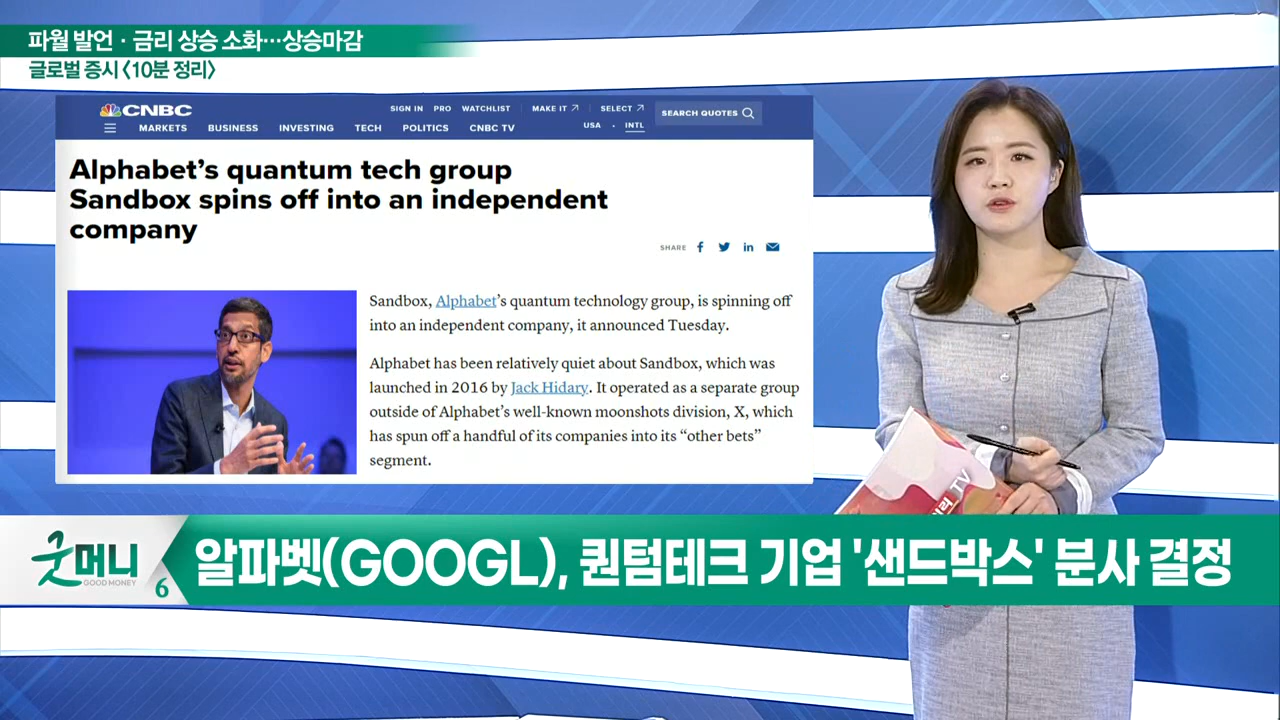 파월 발언 · 금리 상승 소화…상승마감
글로벌 증시 <10분 정리>
CNBC
SIGN IN PRO WATCHLIST MAKE IT SELECT
SEARCH QUOTES
USA · INTL
MARKETS BUSINESS INVESTING TECH POLITICS CNBC TV
Alphabet’s quantum tech group
Sandbox spins off into an independent
company
SHARE
Sandbox, Alphabet’s quantum technology group, is spinning off
into an independent company, it announced Tuesday.
Alphabet has been relatively quiet about Sandbox, which was
launched in 2016 by Jack Hidary. It operated as a separate group
outside of Alphabet’s well-known moonshots division, X, which
has spun off a handful of its companies into its “other bets”
segment.
TV
굿머니
GOOD MONEY
6
알파벳(GOOGL), 퀀텀테크 기업 '샌드박스' 분사 결정